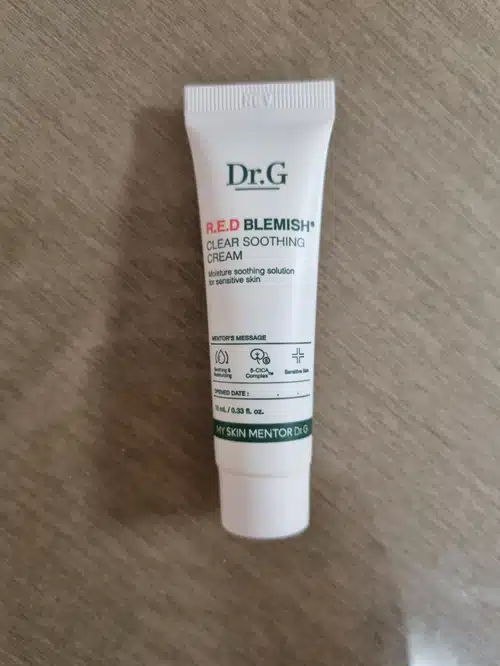 Dr.G
R.E.D BLEMISH®
CLEAR SOOTHING
CREAM
Moisture soothing solution
for sensitive skin
MENTOR'S MESSAGE
Soothing &
Moisturizing
5-CICA
Complex™
Sensitive Skin
OPENED DATE : . .
10 mL / 0.33 fl. oz.
MY SKIN MENTOR Dr.G